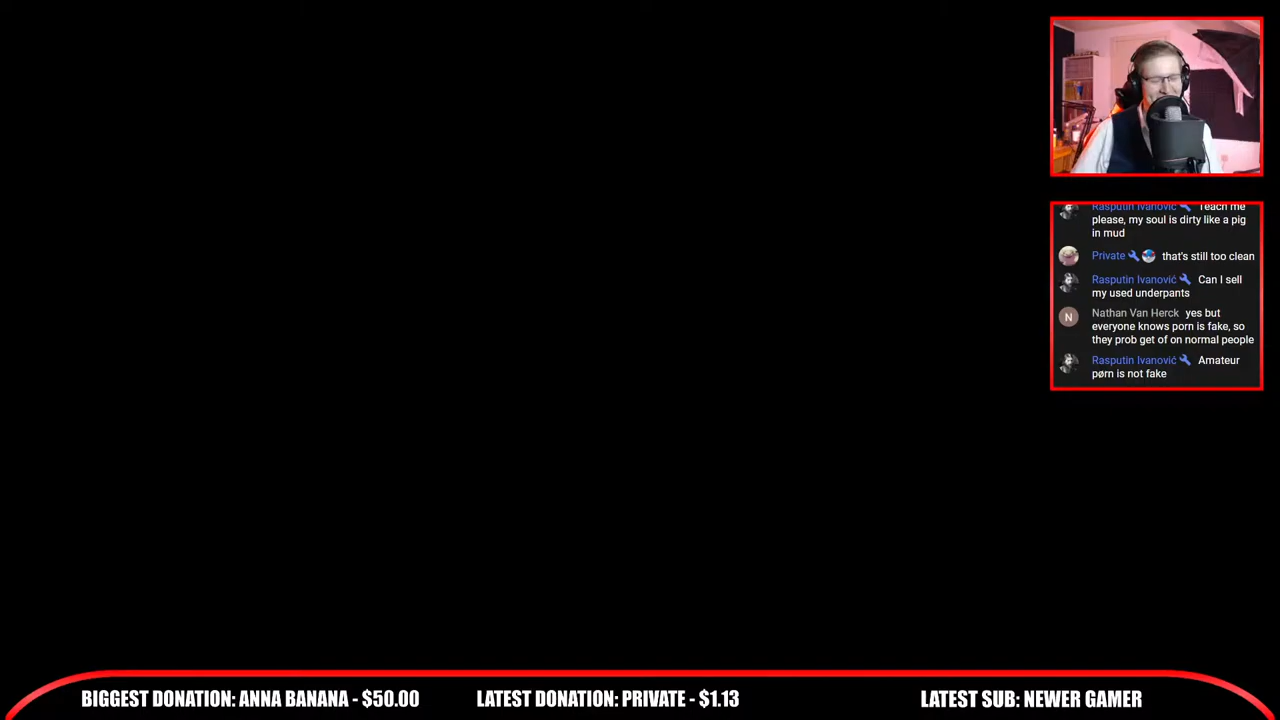 Rasputin Ivanović Teach me
please, my soul is dirty like a pig
in mud
Private that's still too clean
Rasputin Ivanović Can I sell
my used underpants
N
Nathan Van Herck yes but
everyone knows porn is fake, so
they prob get of on normal people
Rasputin Ivanović Amateur
pørn is not fake
BIGGEST DONATION: ANNA BANANA - $50.00
LATEST DONATION: PRIVATE - $1.13
LATEST SUB: NEWER GAMER